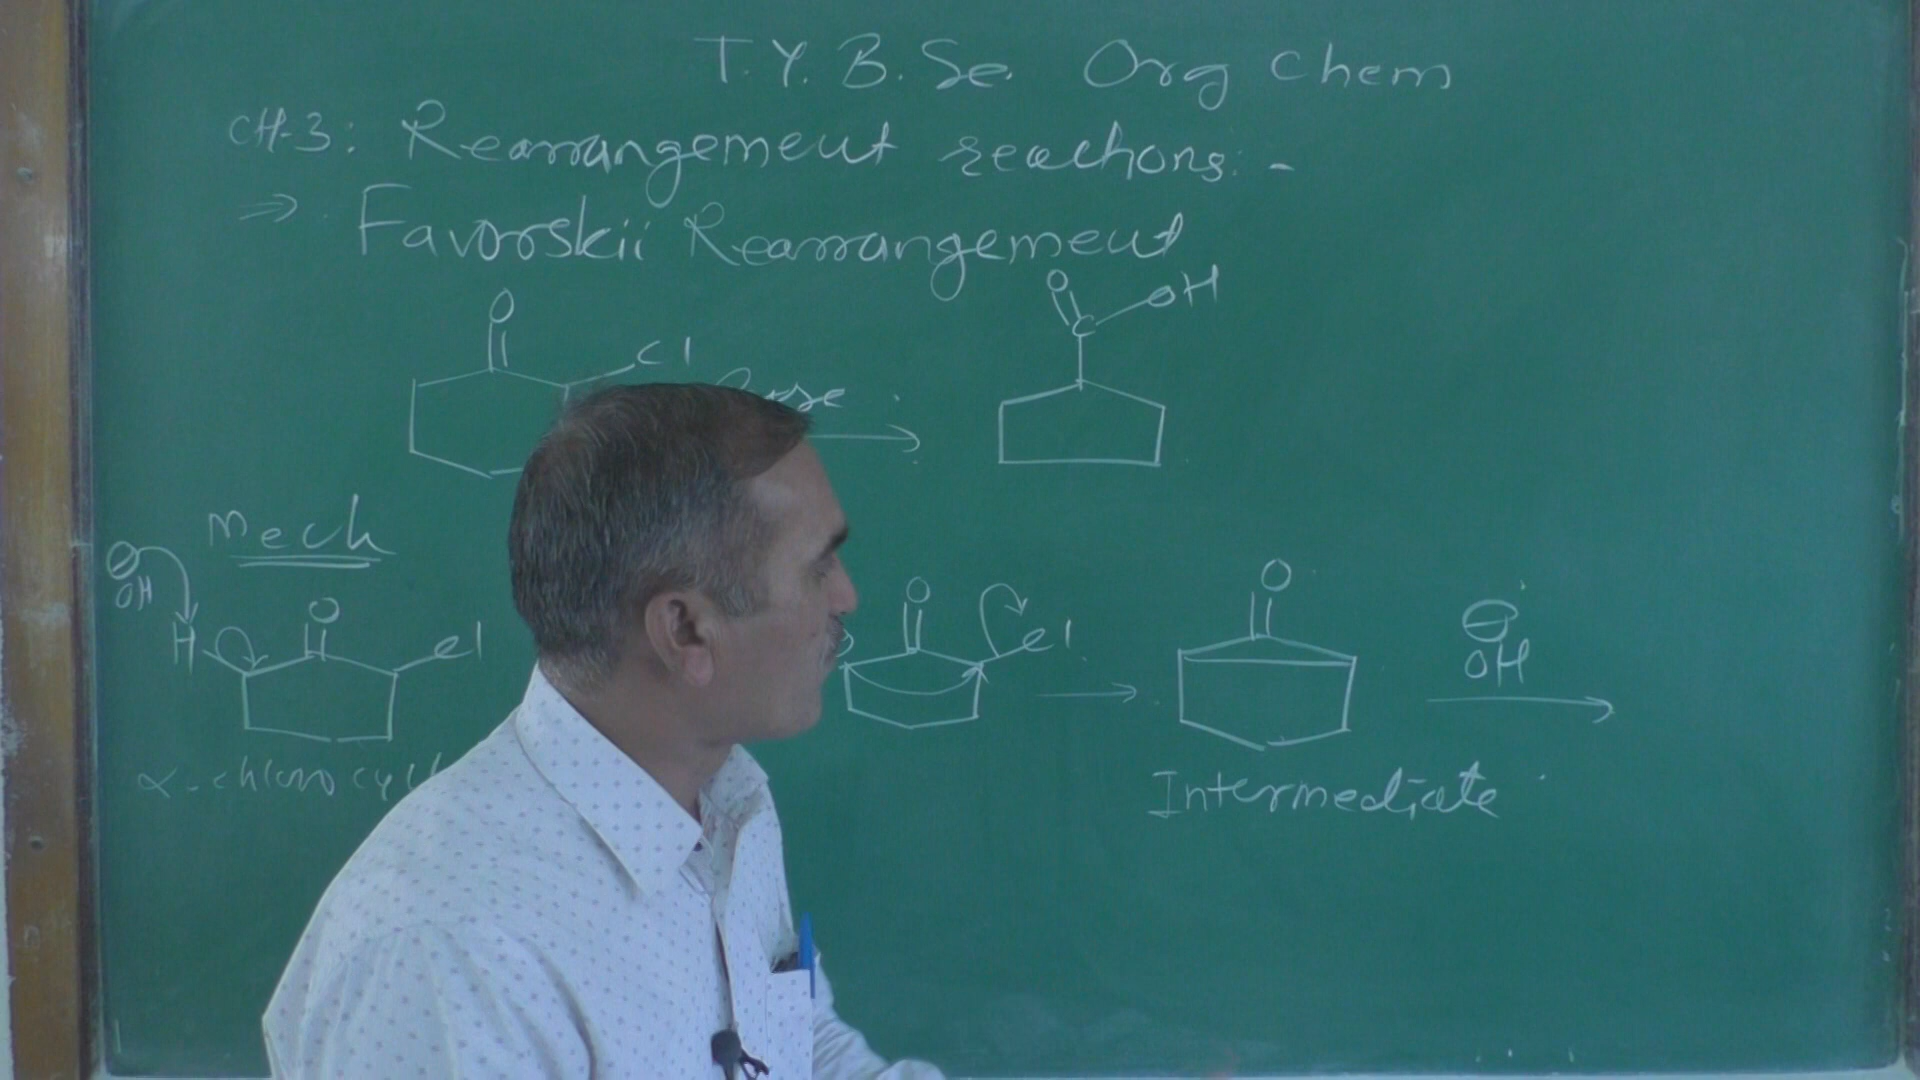 T.Y. B.Sc. Org Chem
CH-3: Rearrangement reactions:-
⇒ Favorskii Rearrangement
O
Cl
O
C
OH
Mech
⊖
OH
H
O
Cl
O
Cl
O
⊖
OH
Intermediate